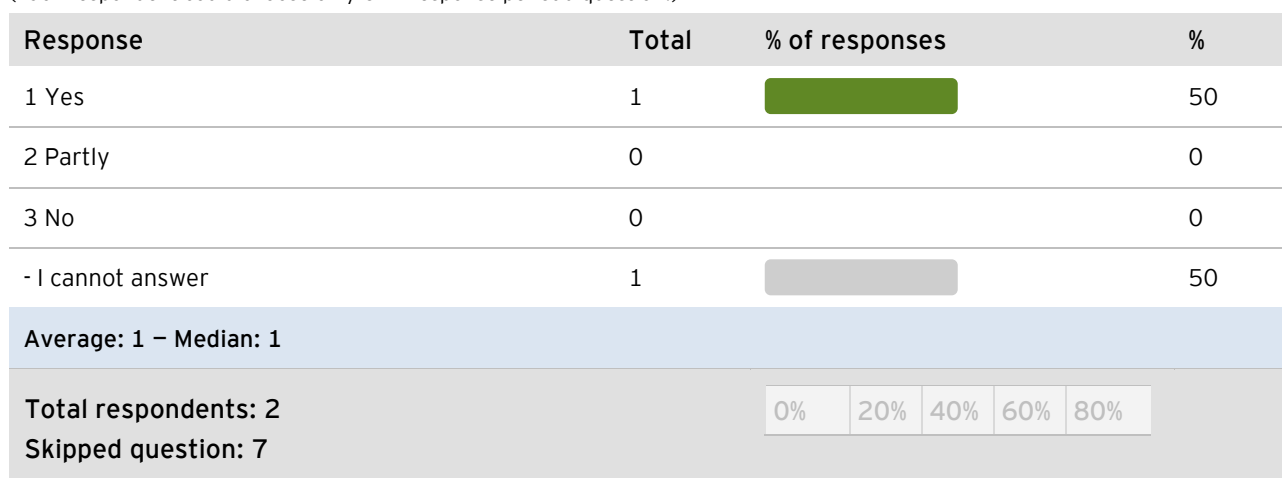 Response Total % of responses %
1 Yes 1 50
2 Partly 0 0
3 No 0 0
- I cannot answer 1 50
Average: 1 — Median: 1
Total respondents: 2
Skipped question: 7
0% 20% 40% 60% 80%